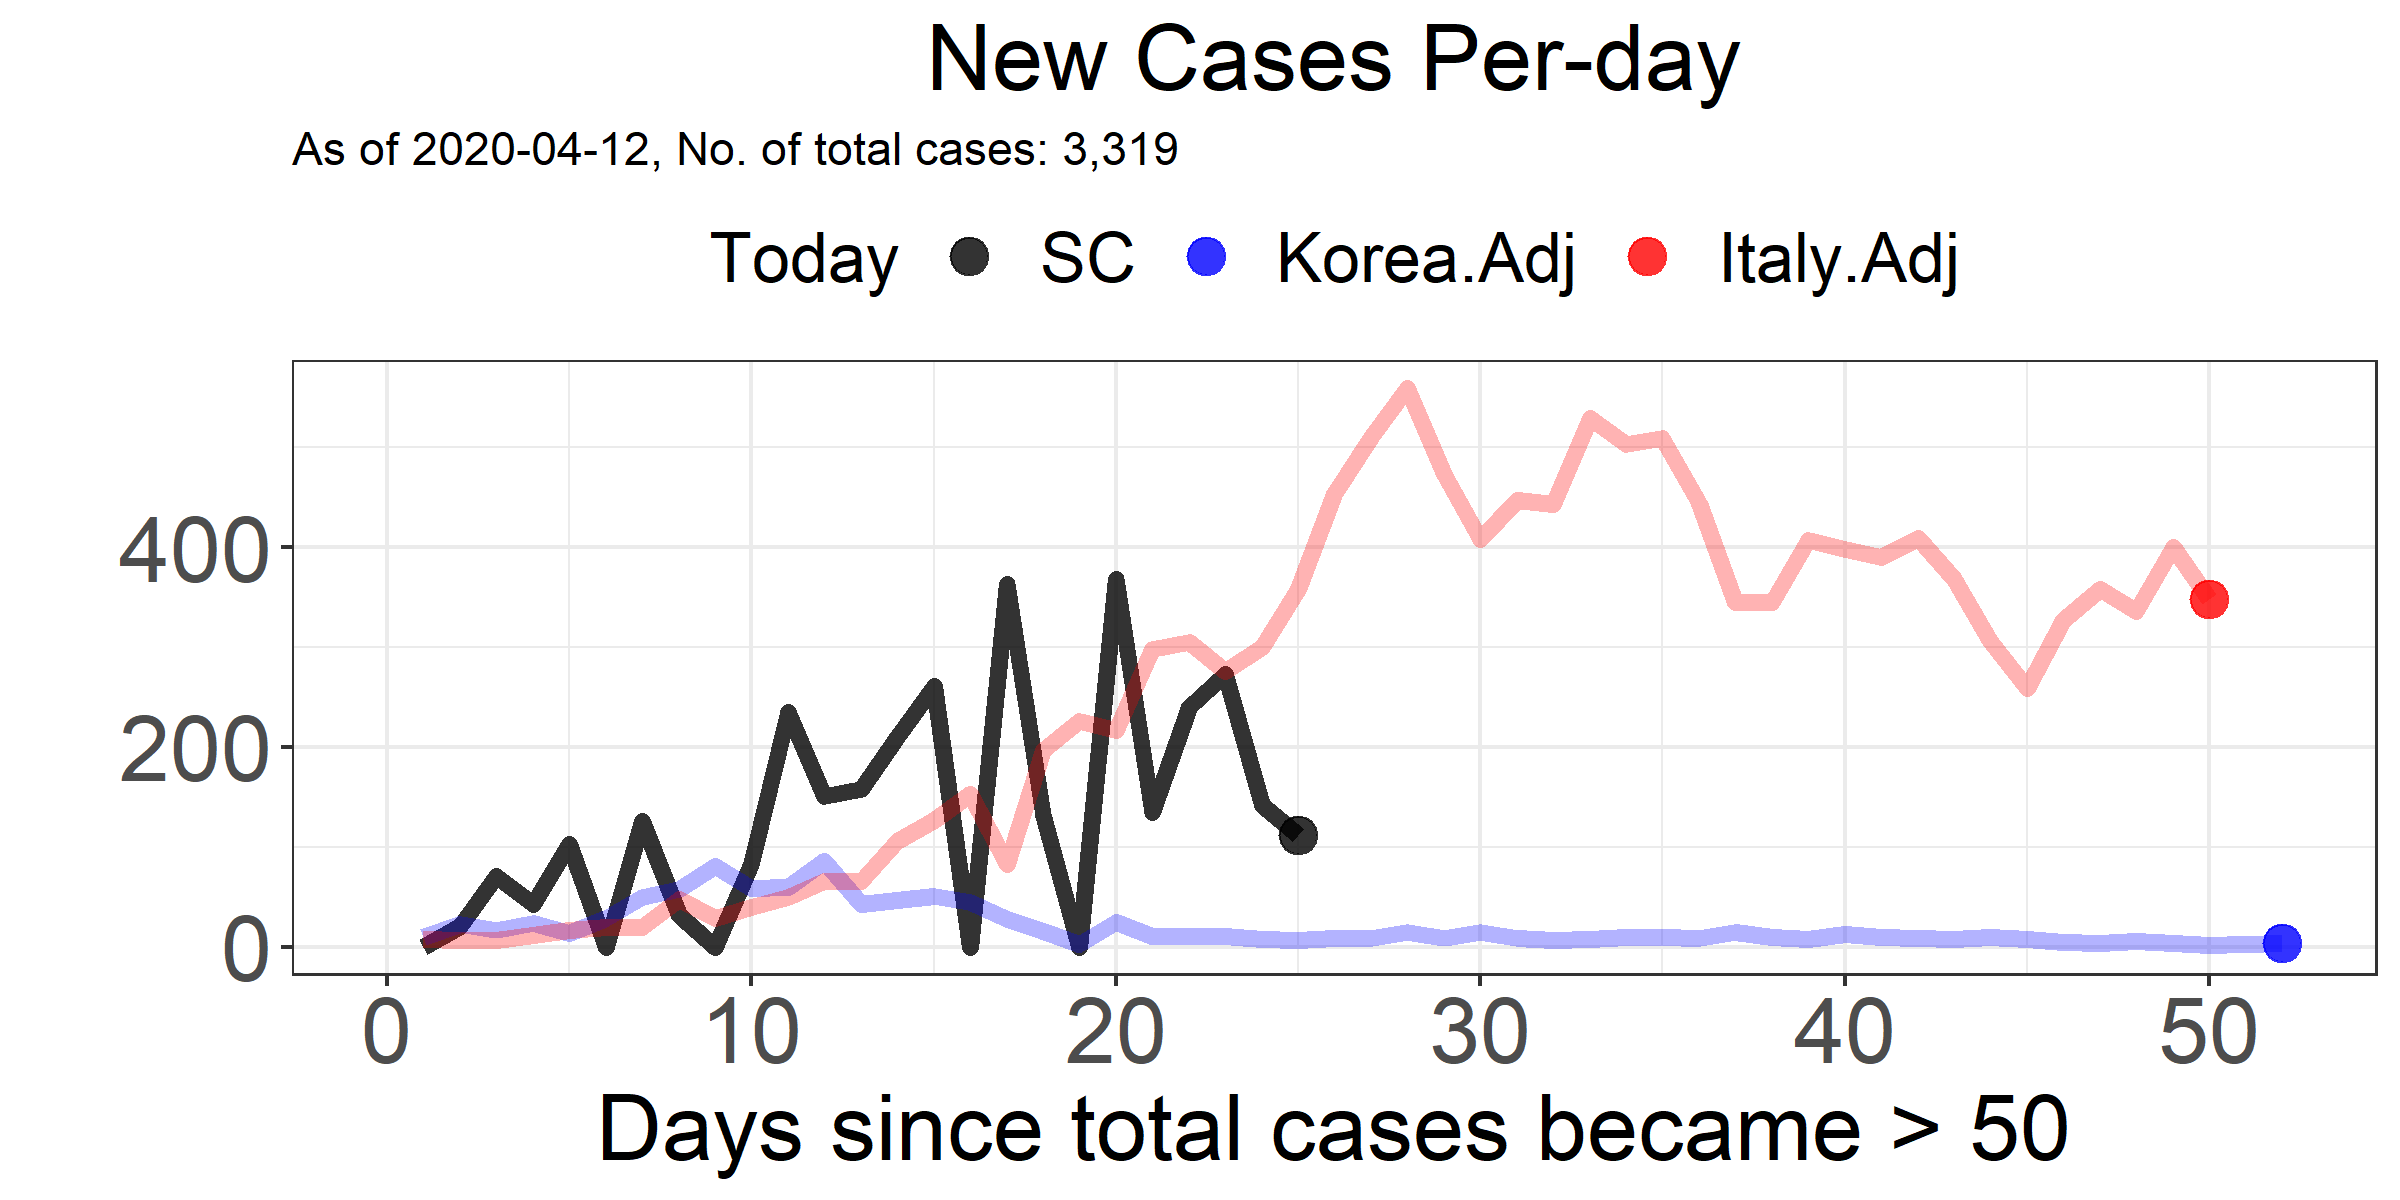 New Cases Per-day
As of 2020-04-12, No. of total cases: 3,319
Today SC Korea.Adj Italy.Adj
400
200
0
0 10 20 30 40 50
Days since total cases became > 50